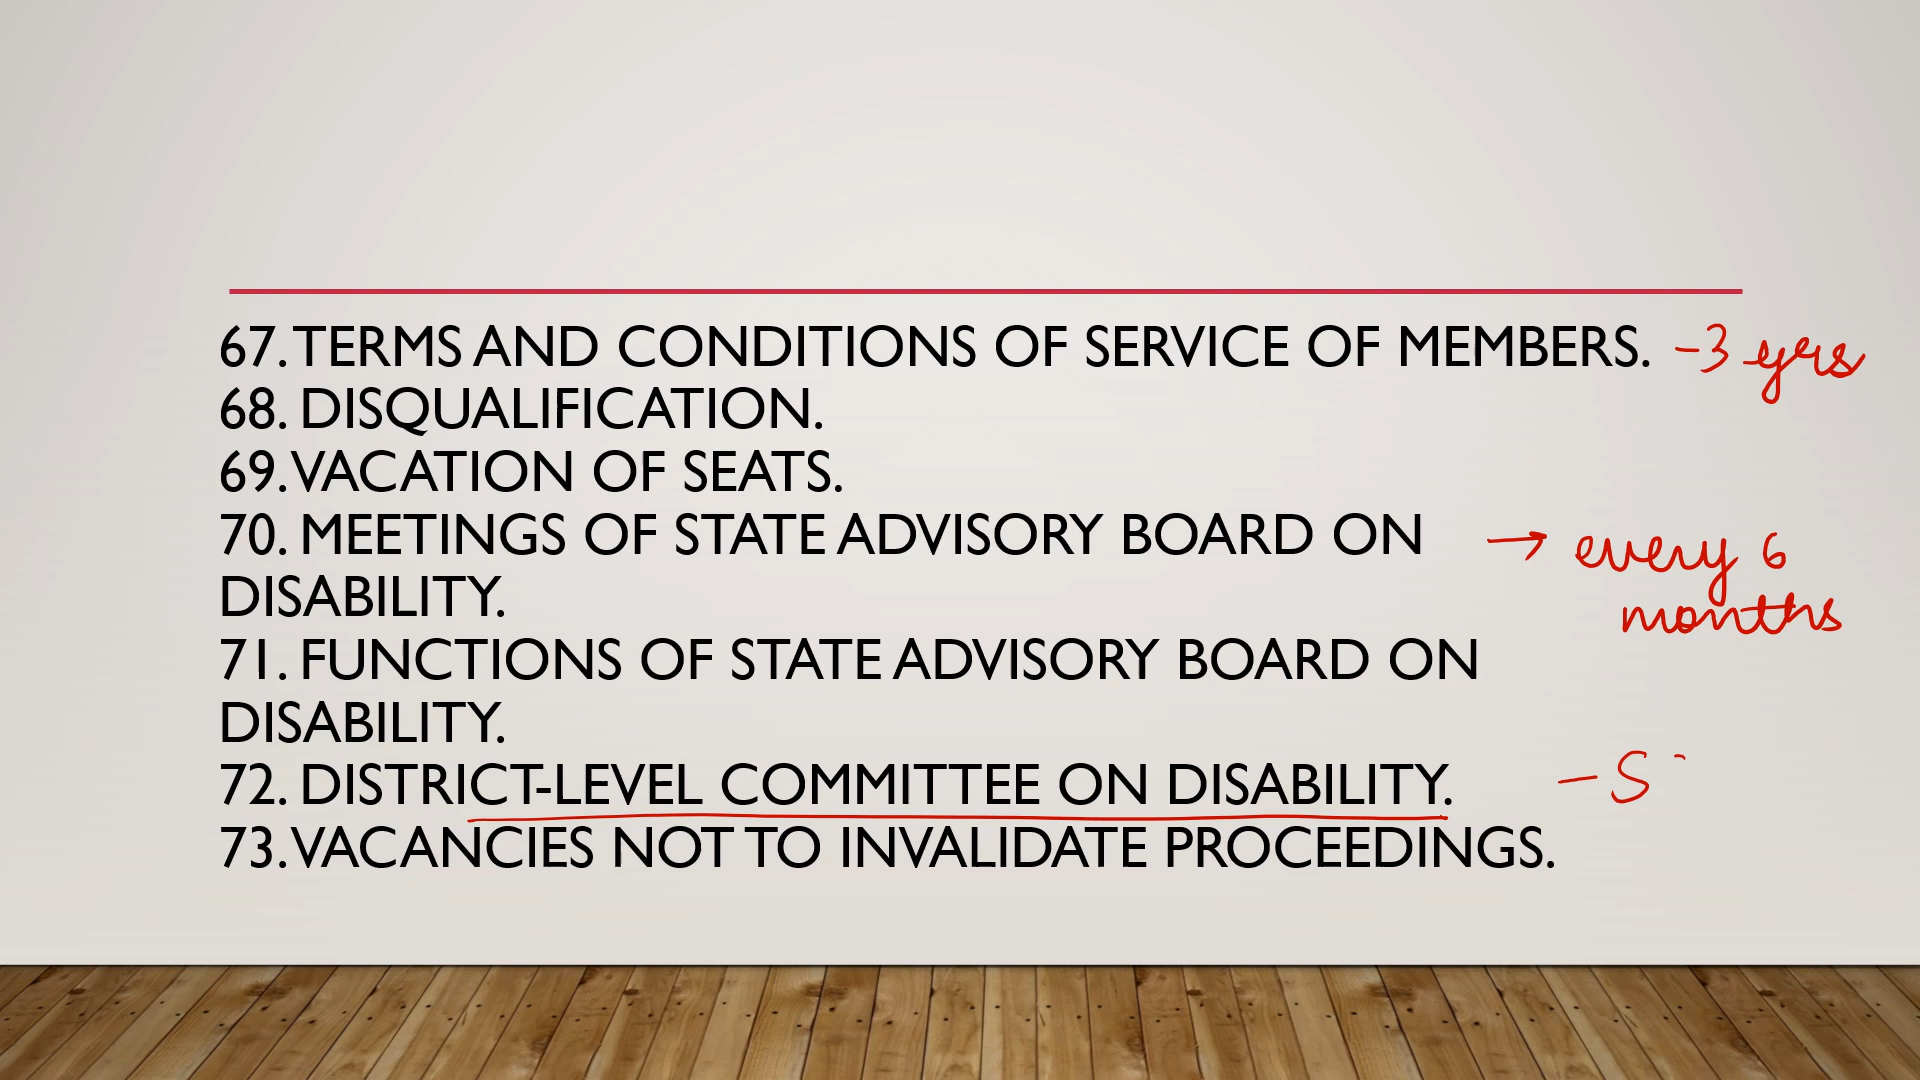 67. TERMS AND CONDITIONS OF SERVICE OF MEMBERS. -3 yrs
68. DISQUALIFICATION.
69. VACATION OF SEATS.
70. MEETINGS OF STATE ADVISORY BOARD ON → every 6
DISABILITY. months
71. FUNCTIONS OF STATE ADVISORY BOARD ON
DISABILITY.
72. DISTRICT-LEVEL COMMITTEE ON DISABILITY. - S
73. VACANCIES NOT TO INVALIDATE PROCEEDINGS.